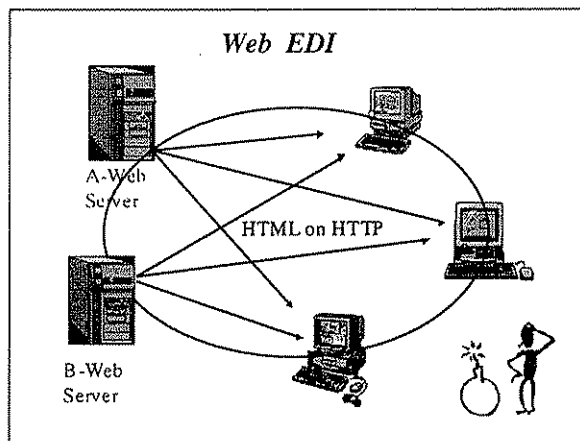 Web EDI
A-Web
Server
HTML on HTTP
B-Web
Server